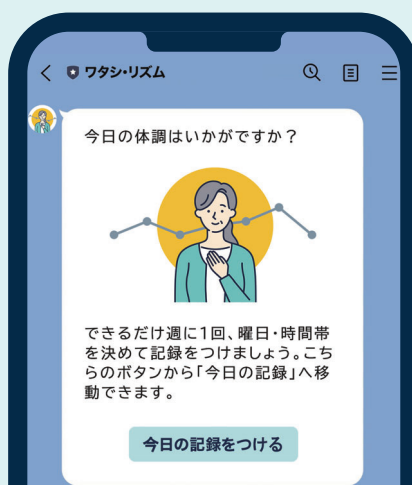 ワタシ・リズム
今日の体調はいかがですか？
できるだけ週に1回、曜日・時間帯
を決めて記録をつけましょう。こち
らのボタンから「今日の記録」へ移
動できます。
今日の記録をつける